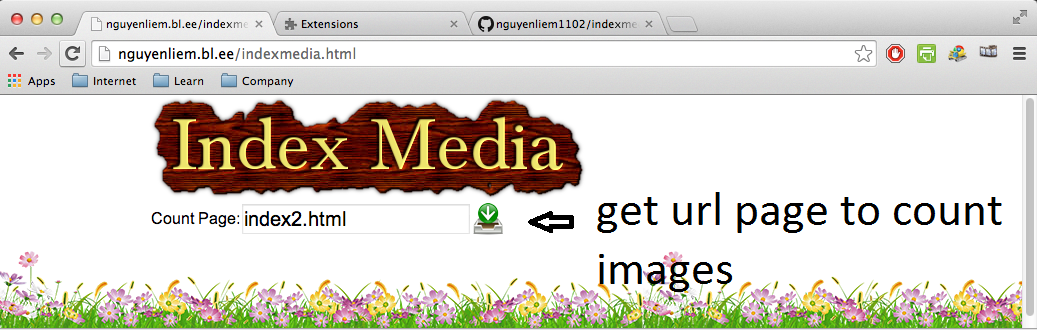 nguyenliem.bl.ee/indexme
Extensions
nguyenliem1102/indexme
nguyenliem.bl.ee/indexmedia.html
Apps Internet Learn Company
Index Media
Count Page: index2.html
get url page to count
images